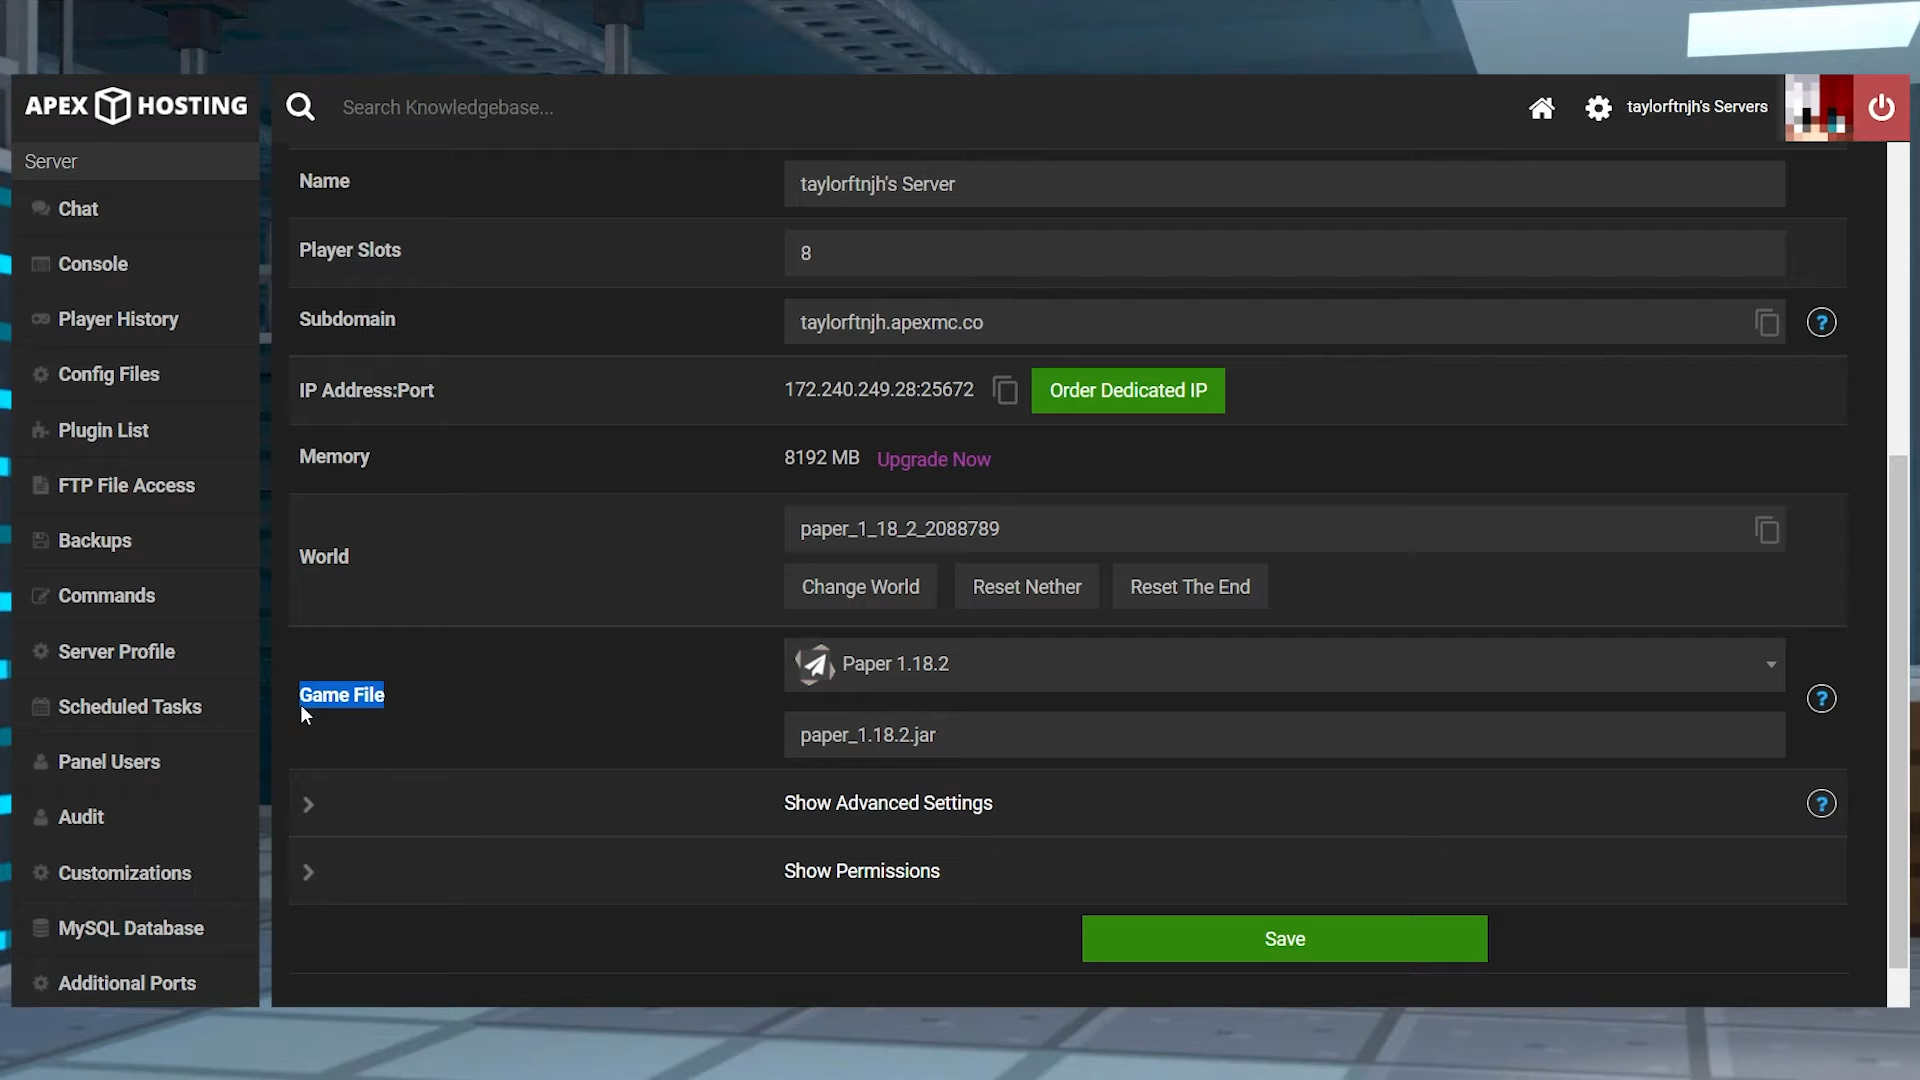 APEX HOSTING
Search Knowledgebase...
taylorftnjh's Servers
Server
Chat
Console
Player History
Config Files
Plugin List
FTP File Access
Backups
Commands
Server Profile
Scheduled Tasks
Panel Users
Audit
Customizations
MySQL Database
Additional Ports
Name
taylorftnjh's Server
Player Slots
8
Subdomain
taylorftnjh.apexmc.co
?
IP Address:Port
172.240.249.28:25672
Order Dedicated IP
Memory
8192 MB Upgrade Now
World
paper_1_18_2_2088789
Change World
Reset Nether
Reset The End
Game File
Paper 1.18.2
paper_1.18.2.jar
?
Show Advanced Settings
?
Show Permissions
Save